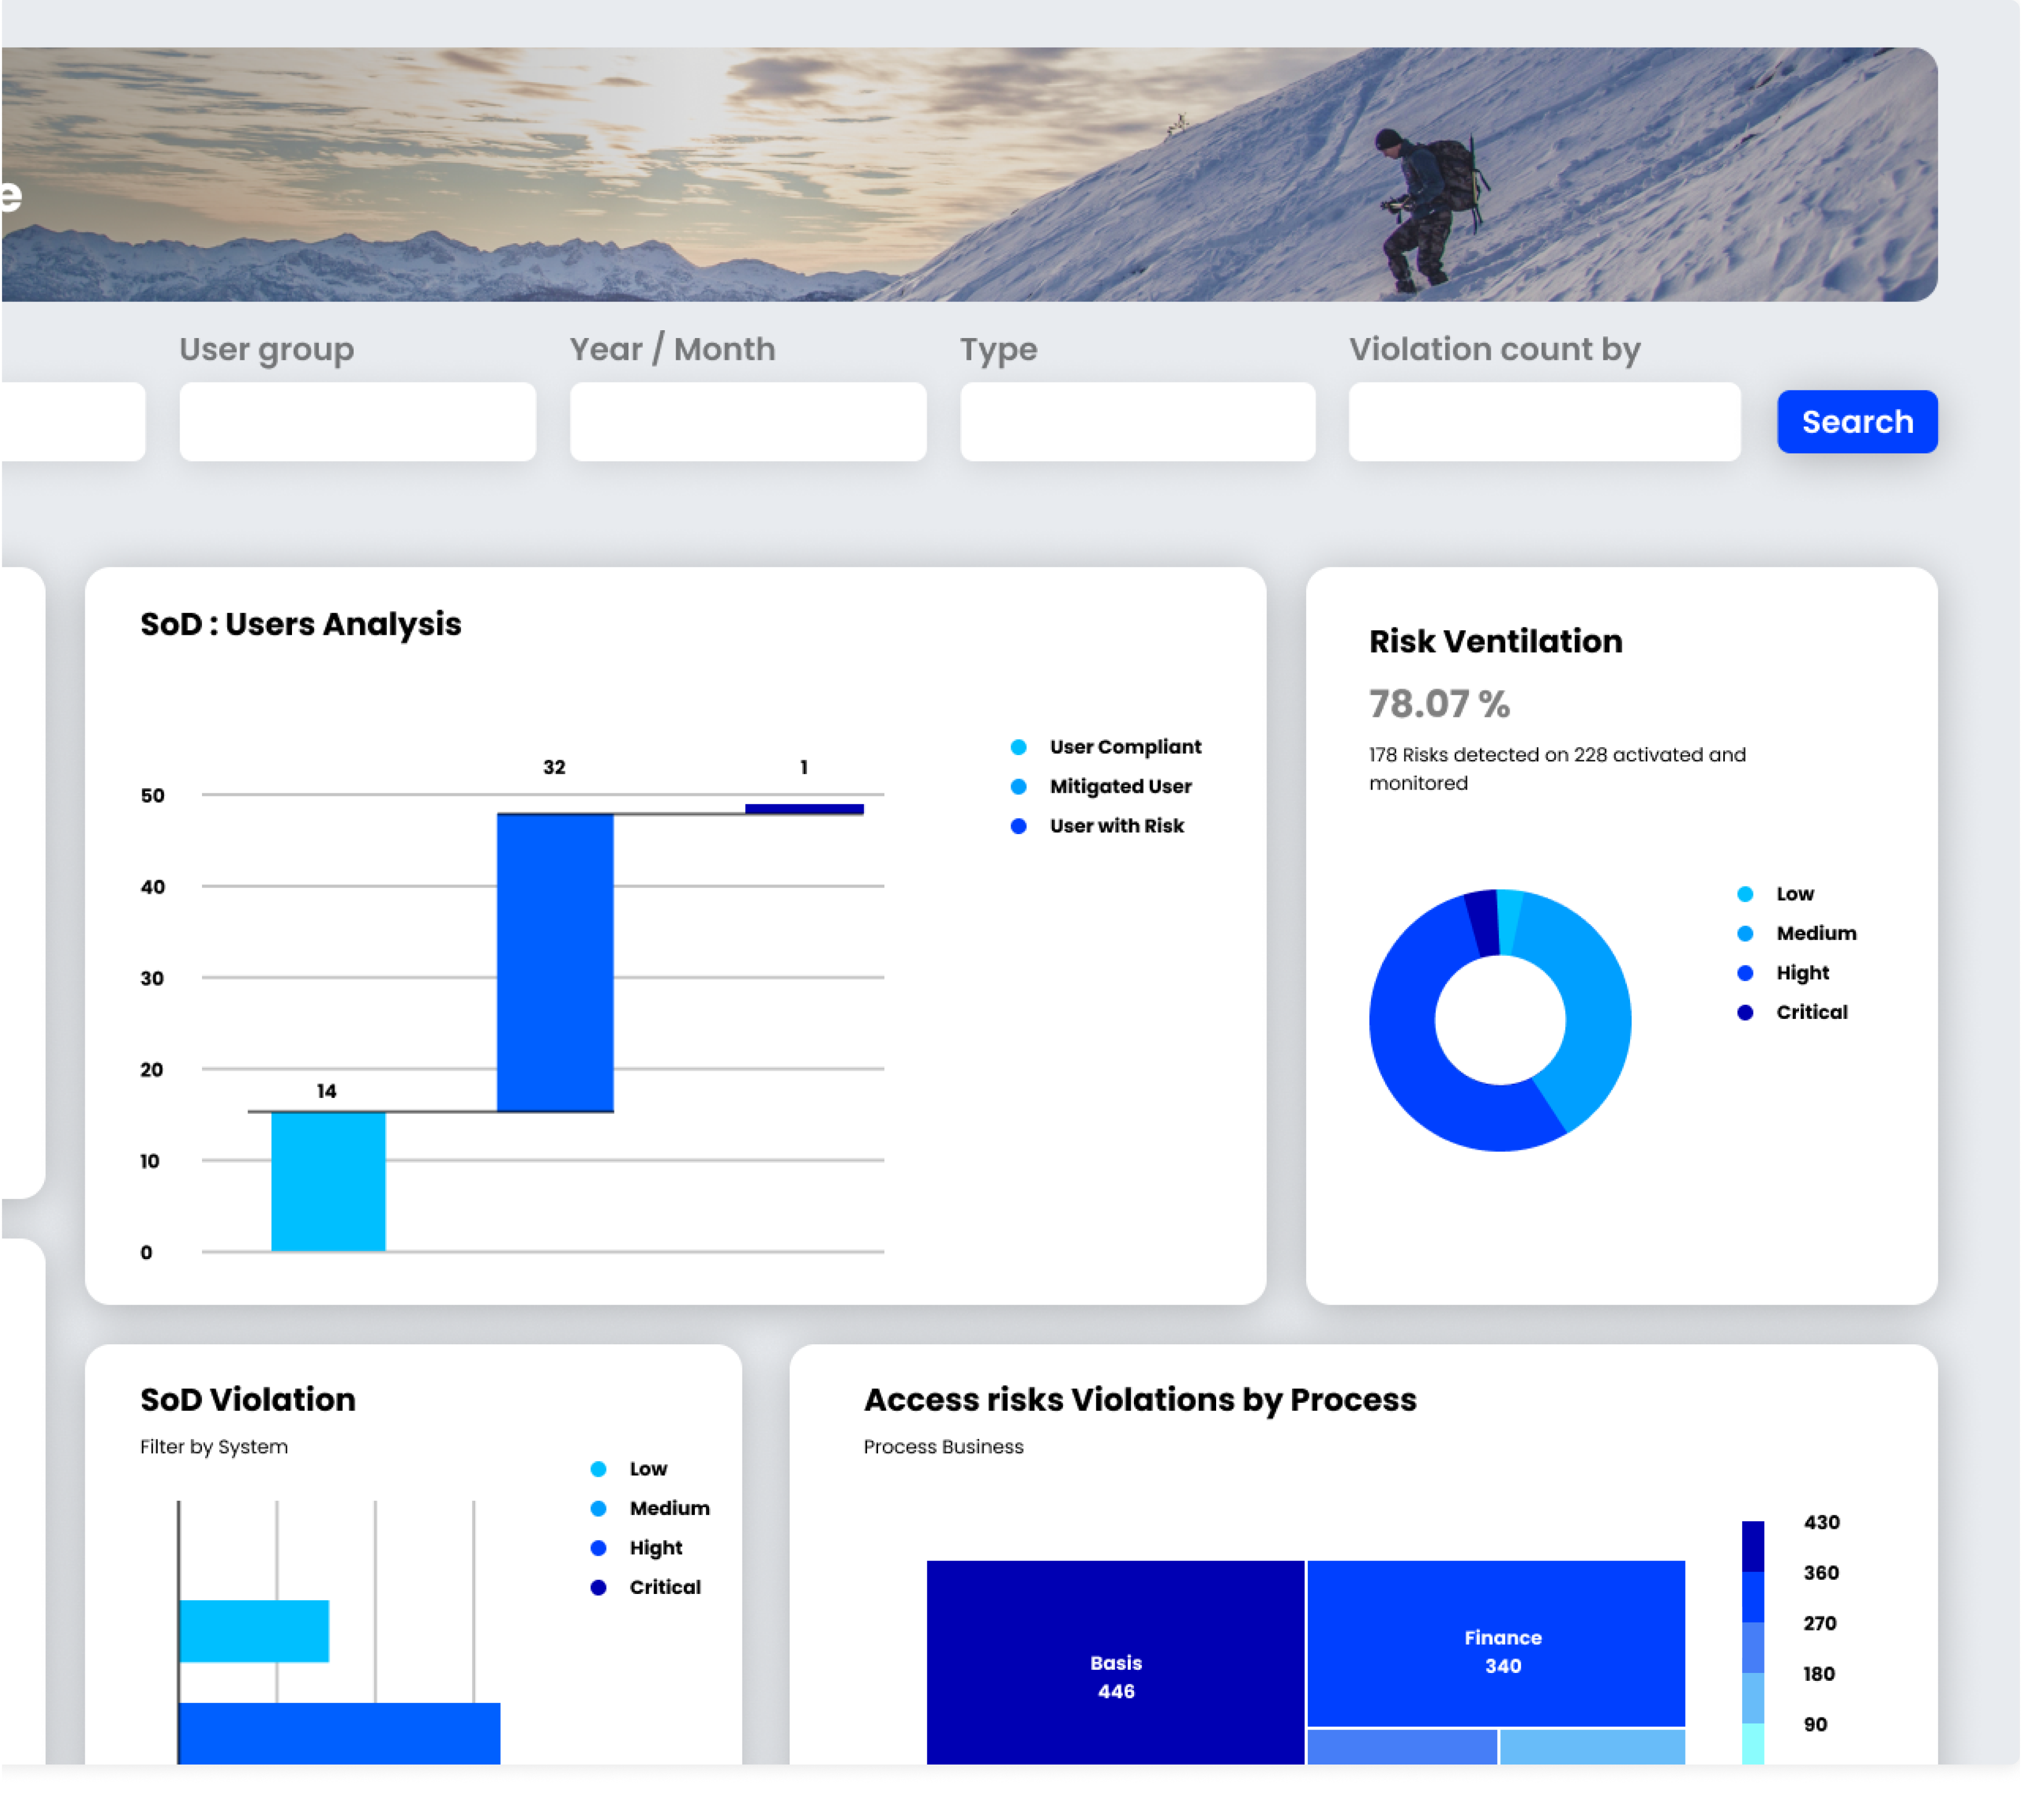 e
User group
Year / Month
Type
Violation count by
Search
SoD : Users Analysis
32
1
50
40
30
20
14
10
0
User Compliant
Mitigated User
User with Risk
Risk Ventilation
78.07 %
178 Risks detected on 228 activated and
monitored
Low
Medium
Hight
Critical
SoD Violation
Filter by System
Low
Medium
Hight
Critical
Access risks Violations by Process
Process Business
Basis
446
Finance
340
430
360
270
180
90